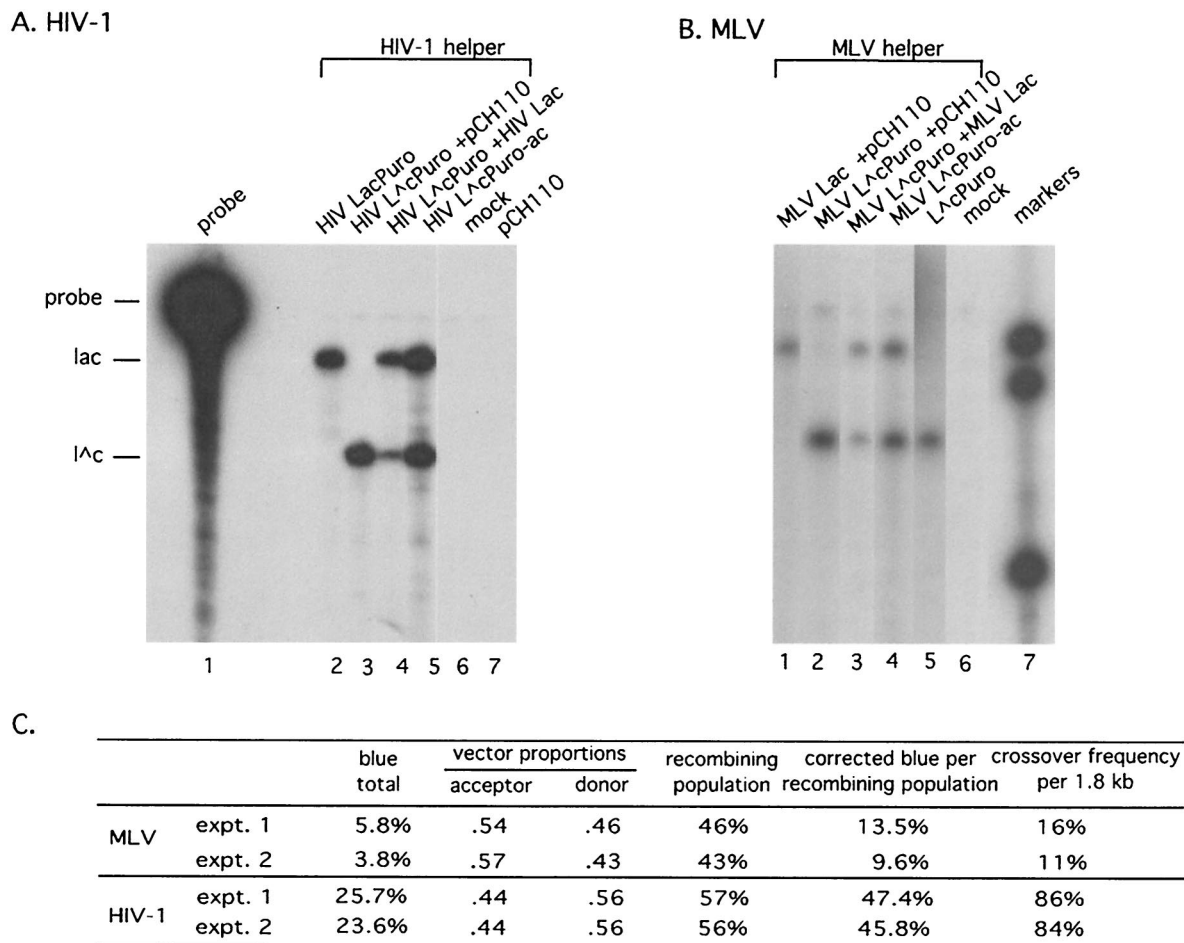 A. HIV-1
HIV-1 helper
probe
HIV LacPuro
HIV L^cPuro +pCH110
HIV L^cPuro +HIV Lac
HIV L^cPuro-ac
mock
pCH110
probe
lac
l^c
1 2 3 4 5 6 7
B. MLV
MLV helper
MLV Lac +pCH110
MLV L^cPuro +pCH110
MLV L^cPuro +MLV Lac
MLV L^cPuro-ac
L^cPuro
mock
markers
1 2 3 4 5 6 7
C.
blue total vector proportions recombining population corrected blue per recombining population crossover frequency per 1.8 kb
acceptor donor
MLV expt. 1 5.8% .54 .46 46% 13.5% 16%
expt. 2 3.8% .57 .43 43% 9.6% 11%
HIV-1 expt. 1 25.7% .44 .56 57% 47.4% 86%
expt. 2 23.6% .44 .56 56% 45.8% 84%